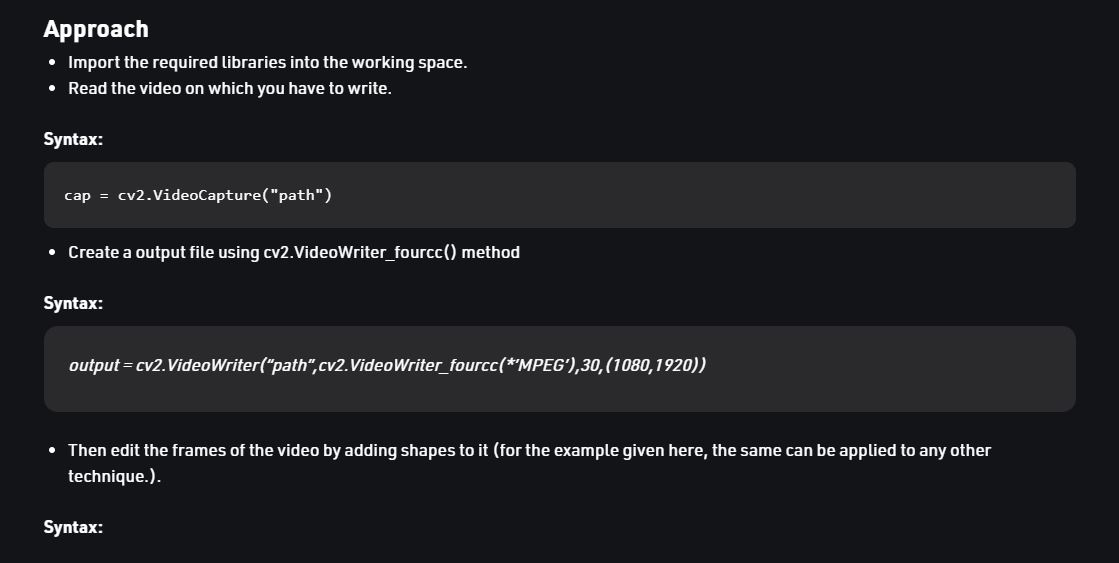 Approach
• Import the required libraries into the working space.
• Read the video on which you have to write.
Syntax:
cap = cv2.VideoCapture("path")
• Create a output file using cv2.VideoWriter_fourcc() method
Syntax:
output = cv2.VideoWriter(“path”,cv2.VideoWriter_fourcc(*’MPEG’),30,(1080,1920))
• Then edit the frames of the video by adding shapes to it (for the example given here, the same can be applied to any other
technique.).
Syntax: